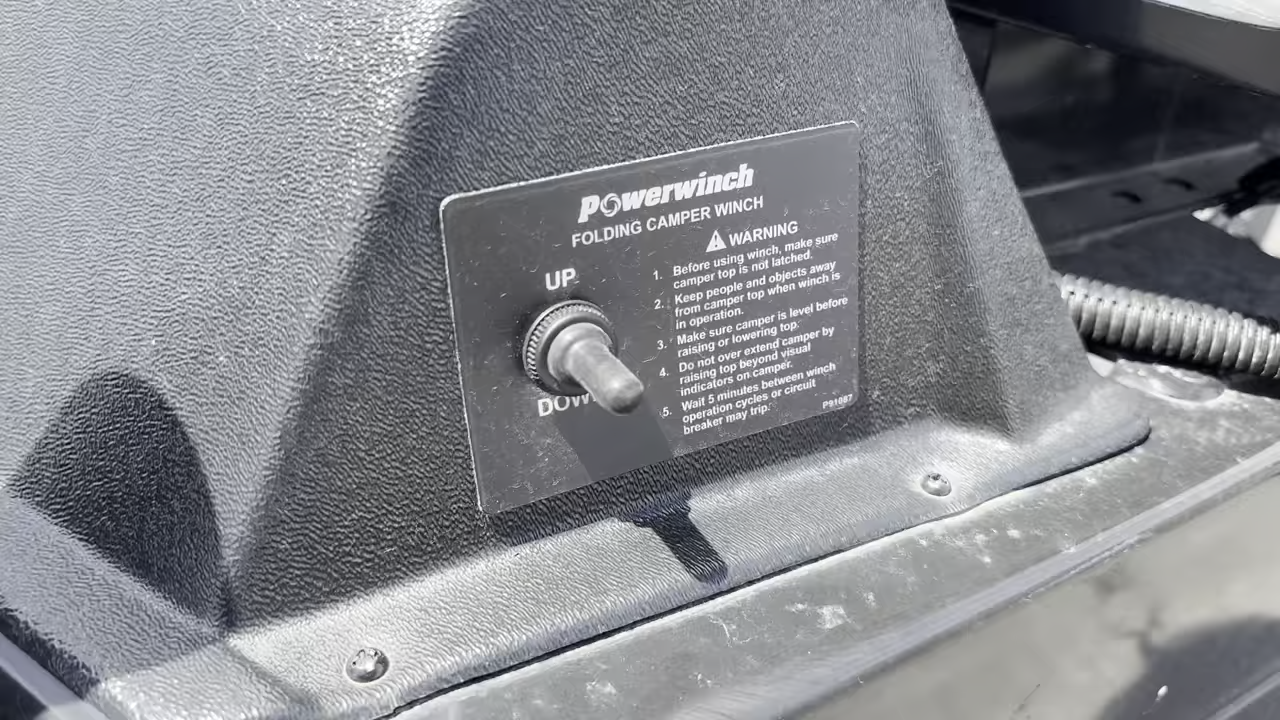 Powerwinch
FOLDING CAMPER WINCH
WARNING
UP
DOWN
1. Before using winch, make sure
camper top is not latched.
2. Keep people and objects away
from camper top when winch is
in operation.
3. Make sure camper is level before
raising or lowering top.
4. Do not over extend camper by
raising top beyond visual
indicators on camper.
5. Wait 5 minutes between winch
operation cycles or circuit
breaker may trip.
P91087